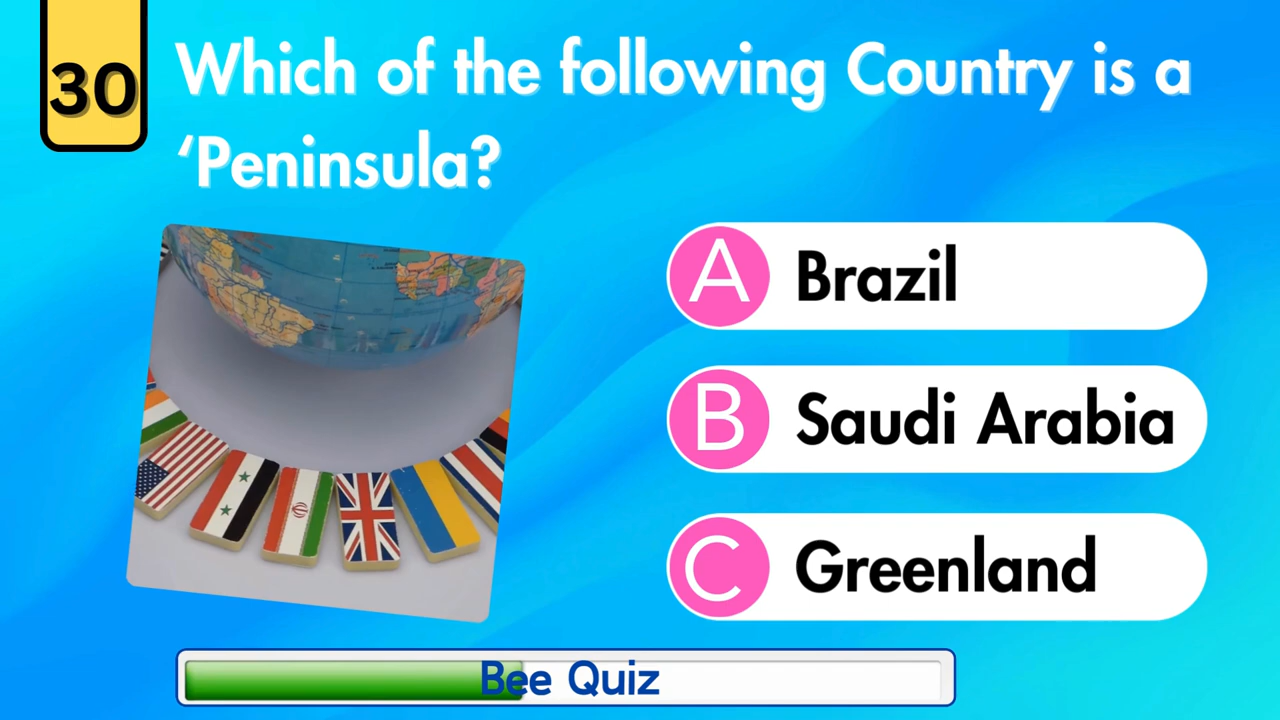 30
Which of the following Country is a
‘Peninsula?
A Brazil
B Saudi Arabia
C Greenland
Bee Quiz